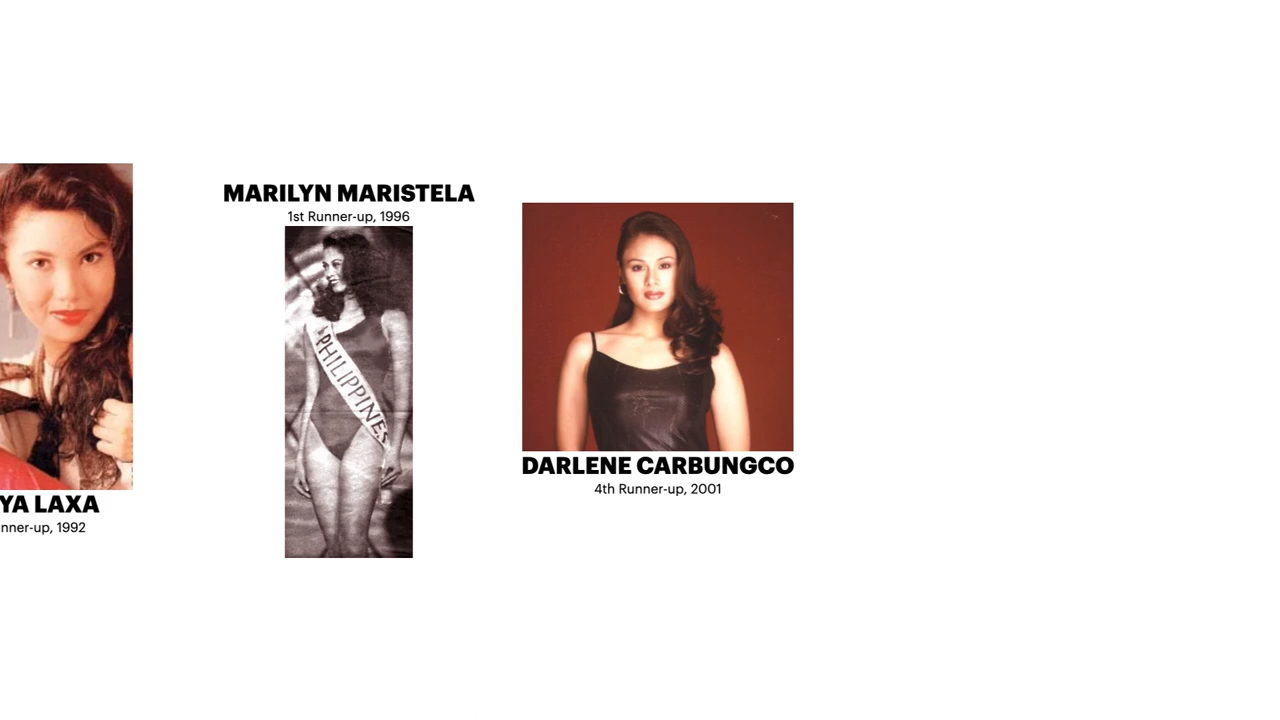 YA LAXA
nner-up, 1992
MARILYN MARISTELA
1st Runner-up, 1996
PHILIPPINES
DARLENE CARBUNGCO
4th Runner-up, 2001